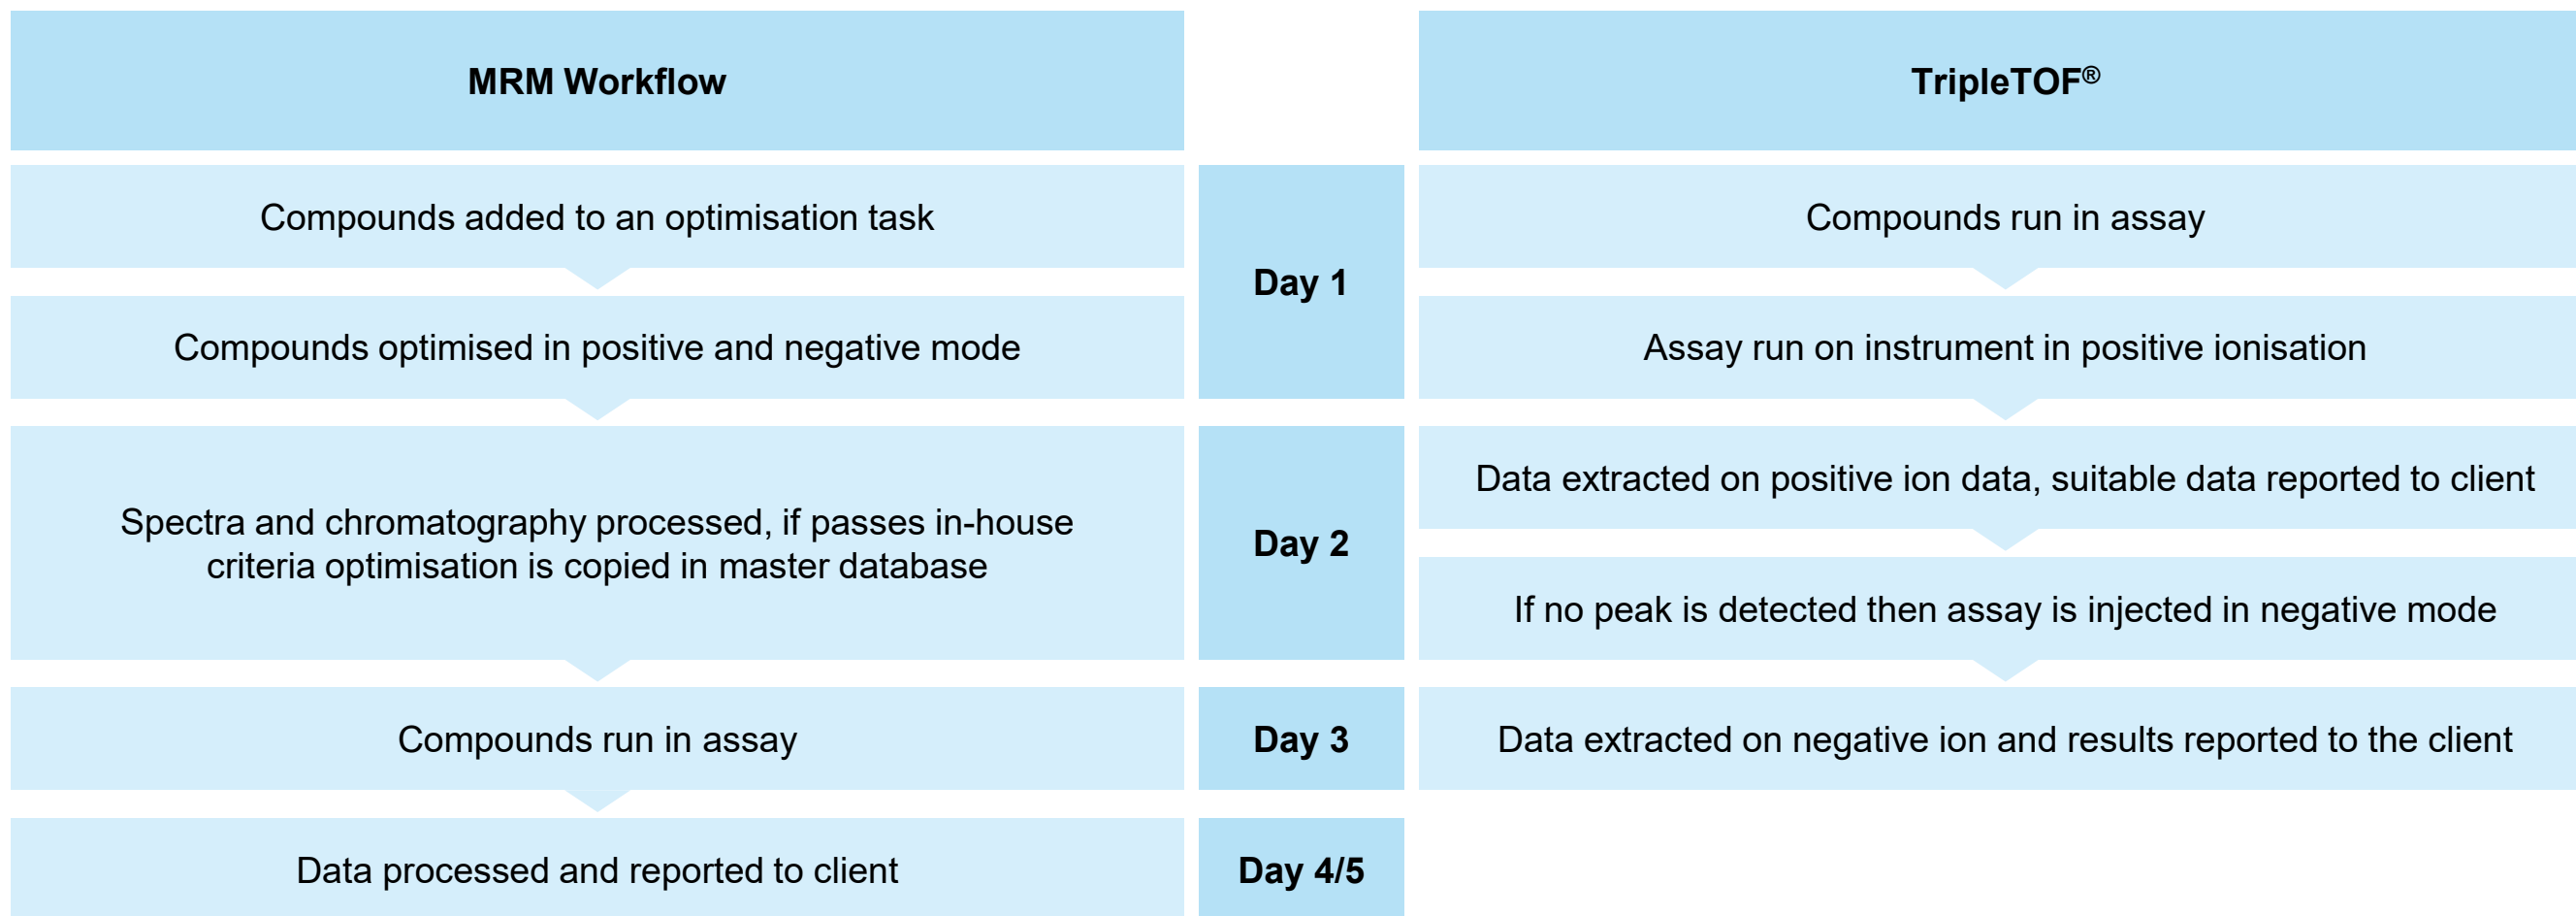 MRM Workflow
TripleTOF®
Compounds added to an optimisation task
Day 1
Compounds run in assay
Compounds optimised in positive and negative mode
Assay run on instrument in positive ionisation
Spectra and chromatography processed, if passes in-house
criteria optimisation is copied in master database
Day 2
Data extracted on positive ion data, suitable data reported to client
If no peak is detected then assay is injected in negative mode
Compounds run in assay
Day 3
Data extracted on negative ion and results reported to the client
Data processed and reported to client
Day 4/5